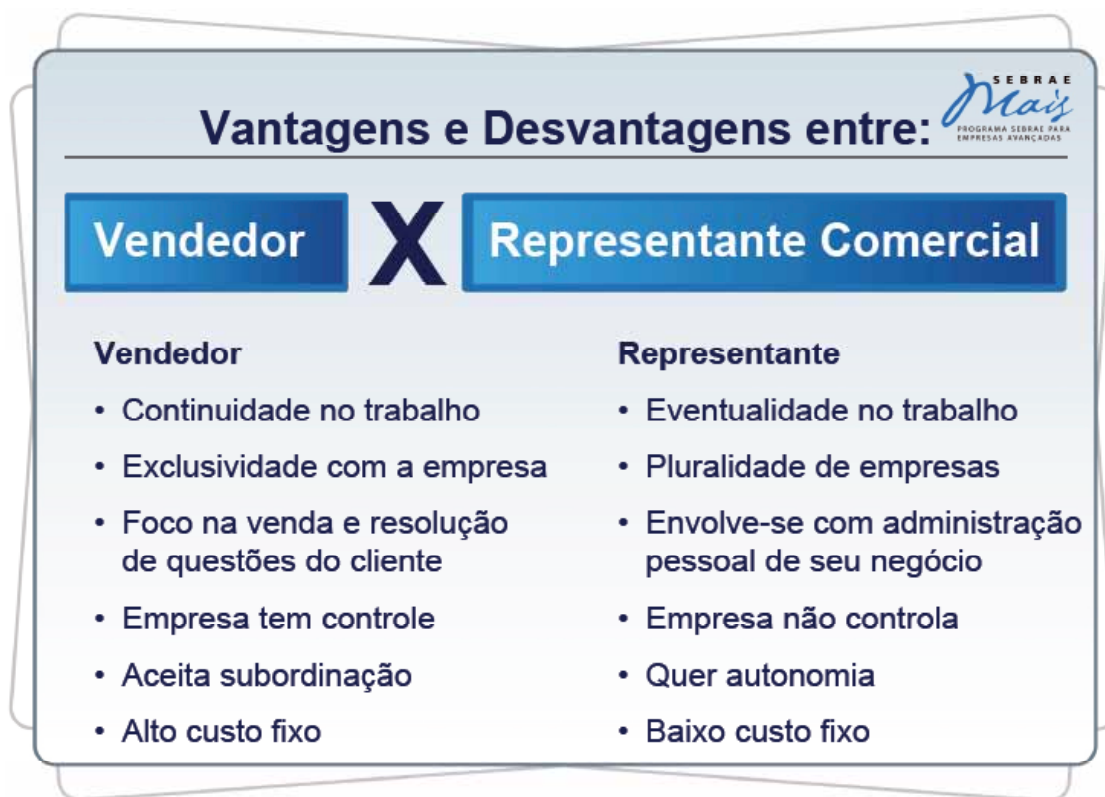 SEBRAE
Mais
PROGRAMA SEBRAE PARA
EMPRESAS AVANÇADAS
Vantagens e Desvantagens entre:
Vendedor X Representante Comercial
Vendedor
• Continuidade no trabalho
• Exclusividade com a empresa
• Foco na venda e resolução
de questões do cliente
• Empresa tem controle
• Aceita subordinação
• Alto custo fixo
Representante
• Eventualidade no trabalho
• Pluralidade de empresas
• Envolve-se com administração
pessoal de seu negócio
• Empresa não controla
• Quer autonomia
• Baixo custo fixo